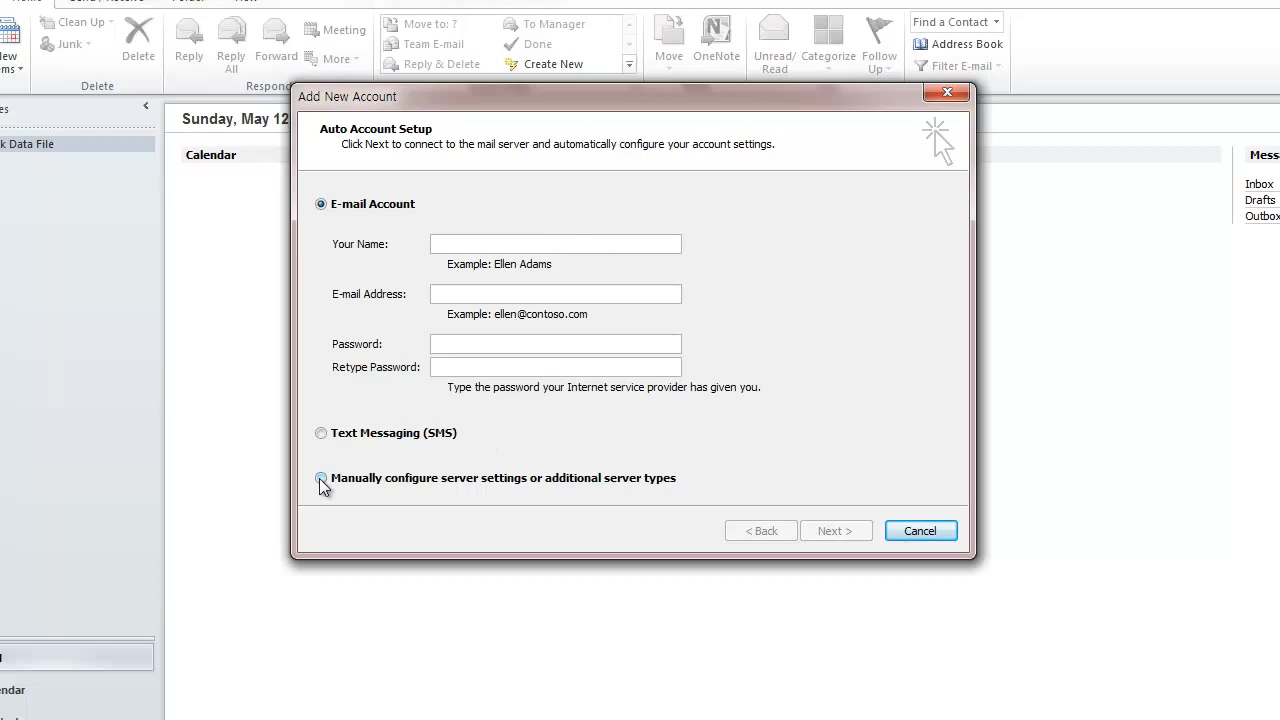 Clean Up
Junk
Delete
Reply
Reply All
Forward
Meeting
More
Move to: ?
Team E-mail
Reply & Delete
To Manager
Done
Create New
Move
OneNote
Unread/ Read
Categorize
Follow Up
Find a Contact
Address Book
Filter E-mail
Delete
Respond
Add New Account
Auto Account Setup
Click Next to connect to the mail server and automatically configure your account settings.
Sunday, May 12
k Data File
Calendar
Messa
Inbox
Drafts
Outbox
E-mail Account
Your Name:
Example: Ellen Adams
E-mail Address:
Example: ellen@contoso.com
Password:
Retype Password:
Type the password your Internet service provider has given you.
Text Messaging (SMS)
Manually configure server settings or additional server types
< Back
Next >
Cancel
endar